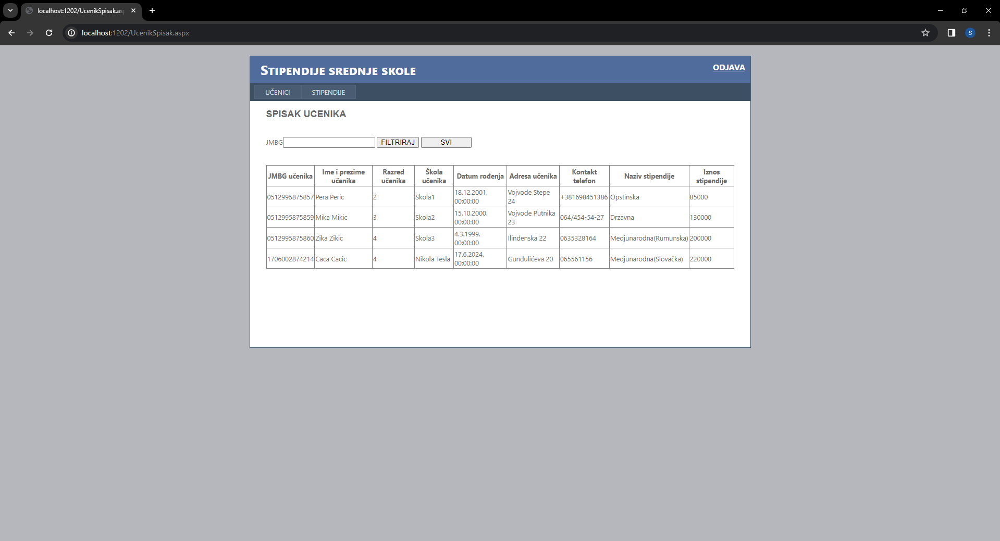 localhost:1202/UcenikSpisak.as
localhost:1202/UcenikSpisak.aspx
S
STIPENDIJE SREDNJE SKOLE
ODJAVA
UČENICI STIPENDIJE
SPISAK UCENIKA
JMBG FILTRIRAJ SVI
JMBG učenika Ime i prezime učenika Razred učenika Škola učenika Datum rođenja Adresa učenika Kontakt telefon Naziv stipendije Iznos stipendije
0512995875857 Pera Peric 2 Skola1 18.12.2001. 00:00:00 Vojvode Stepe 24 +381698451386 Opstinska 85000
0512995875859 Mika Mikic 3 Skola2 15.10.2000. 00:00:00 Vojvode Putnika 23 064/454-54-27 Drzavna 130000
0512995875860 Zika Zikic 4 Skola3 4.3.1999. 00:00:00 Ilindenska 22 0635328164 Medjunarodna(Rumunska) 200000
1706002874214 Caca Cacic 4 Nikola Tesla 17.6.2024. 00:00:00 Gundulićeva 20 065561156 Medjunarodna(Slovačka) 220000